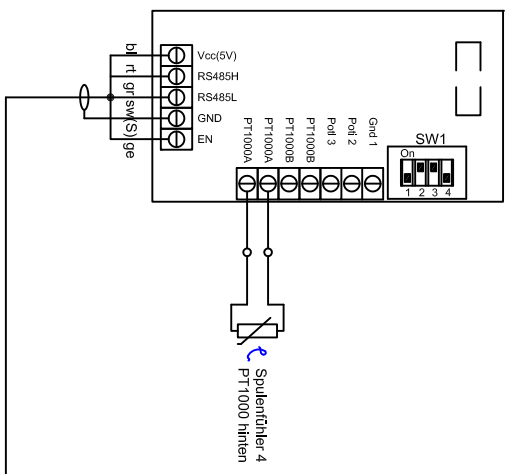 bl
rt
gr
sw(S)
ge
Vcc(5V)
RS485H
RS485L
GND
EN
PT1000A
PT1000A
PT1000B
PT1000B
Poti 3
Poti 2
Gnd 1
SW1
On
1 2 3 4
Spulenfühler 4
PT1000 hinten